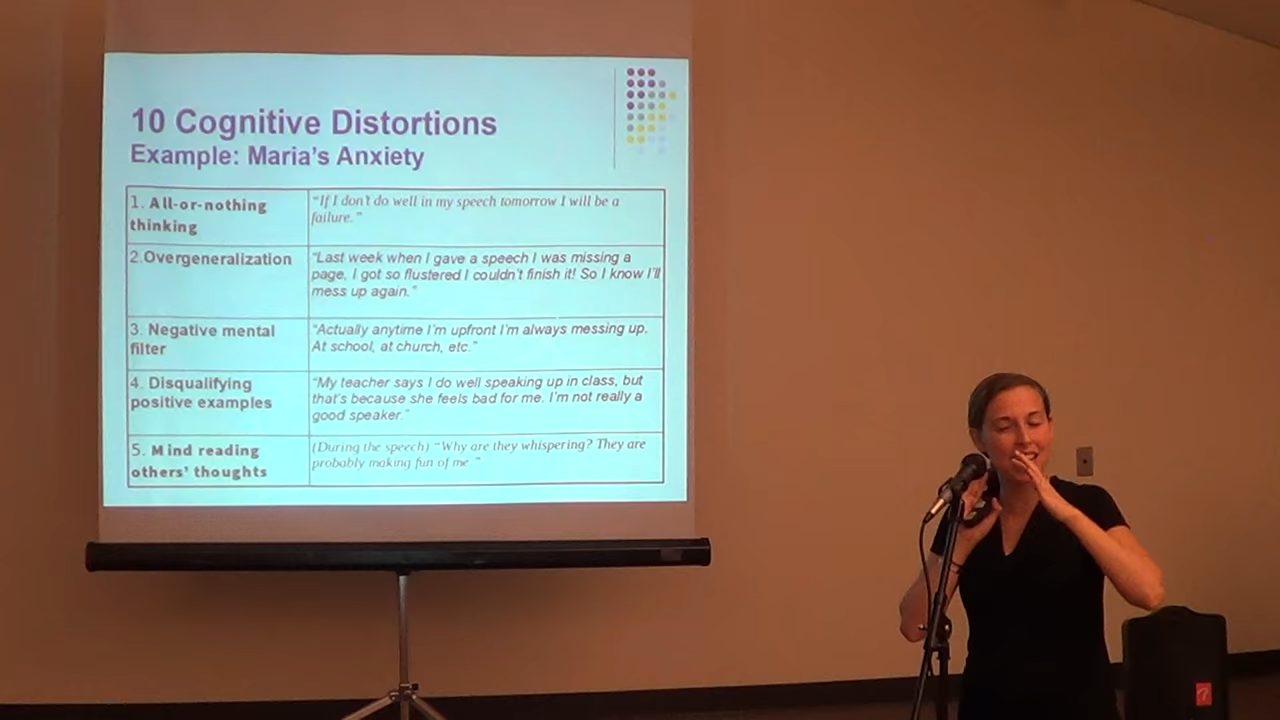 10 Cognitive Distortions
Example: Maria's Anxiety
1. All-or-nothing
thinking
"If I don't do well in my speech tomorrow I will be a
failure."
2.Overgeneralization
"Last week when I gave a speech I was missing a
page, I got so flustered I couldn't finish it! So I know I'll
mess up again."
3. Negative mental
filter
"Actually anytime I'm upfront I'm always messing up.
At school, at church, etc."
4. Disqualifying
positive examples
"My teacher says I do well speaking up in class, but
that's because she feels bad for me. I'm not really a
good speaker."
5. Mind reading
others' thoughts
(During the speech) "Why are they whispering? They are
probably making fun of me."